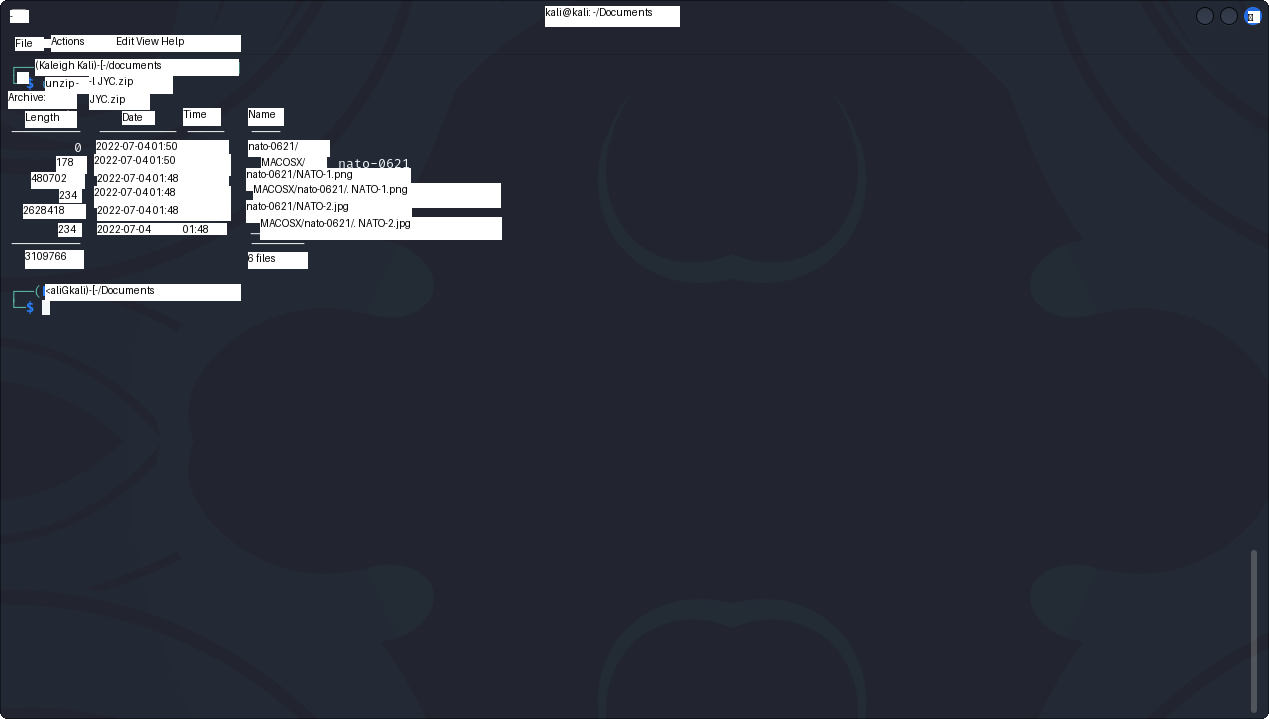 kali@kali: ~/Documents
File Actions Edit View Help
(Kaleigh Kali)-[-/documents
$ unzip - -l JYC.zip
Archive: JYC.zip
Length Date Time Name
0 2022-07-04 01:50 nato-0621/
178 2022-07-04 01:50 MACOSX/ nato-0621
480702 2022-07-04 01:48 nato-0621/NATO-1.png
234 2022-07-04 01:48 MACOSX/nato-0621/. NATO-1.png
2628418 2022-07-04 01:48 nato-0621/NATO-2.jpg
234 2022-07-04 01:48 MACOSX/nato-0621/. NATO-2.jpg
3109766 6 files
(<aliGkali)-[-/Documents
$